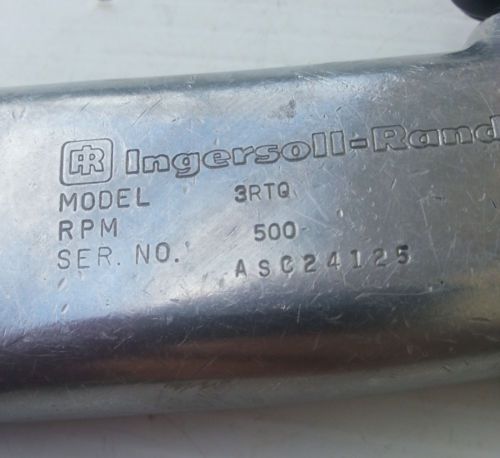 IR Ingersoll-Rand
MODEL 3RTQ
RPM 500
SER. NO. ASC24125